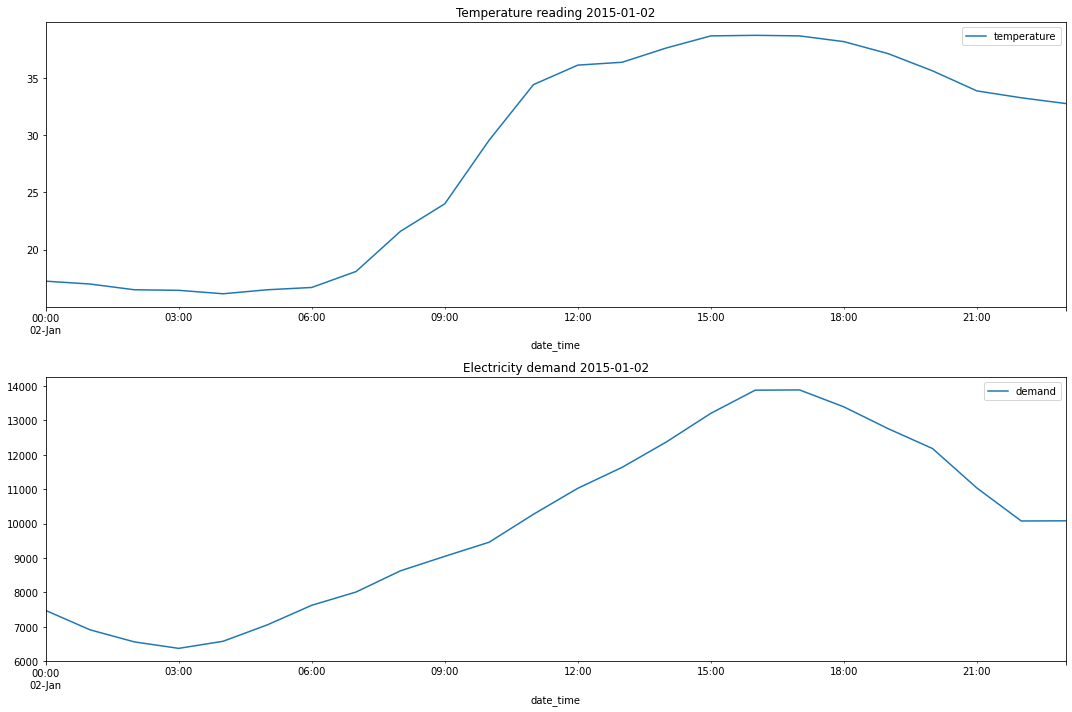 Temperature reading 2015-01-02
temperature
35
30
25
20
00:00 03:00 06:00 09:00 12:00 15:00 18:00 21:00
02-Jan
date_time
Electricity demand 2015-01-02
demand
14000
13000
12000
11000
10000
9000
8000
7000
6000
00:00 03:00 06:00 09:00 12:00 15:00 18:00 21:00
02-Jan
date_time